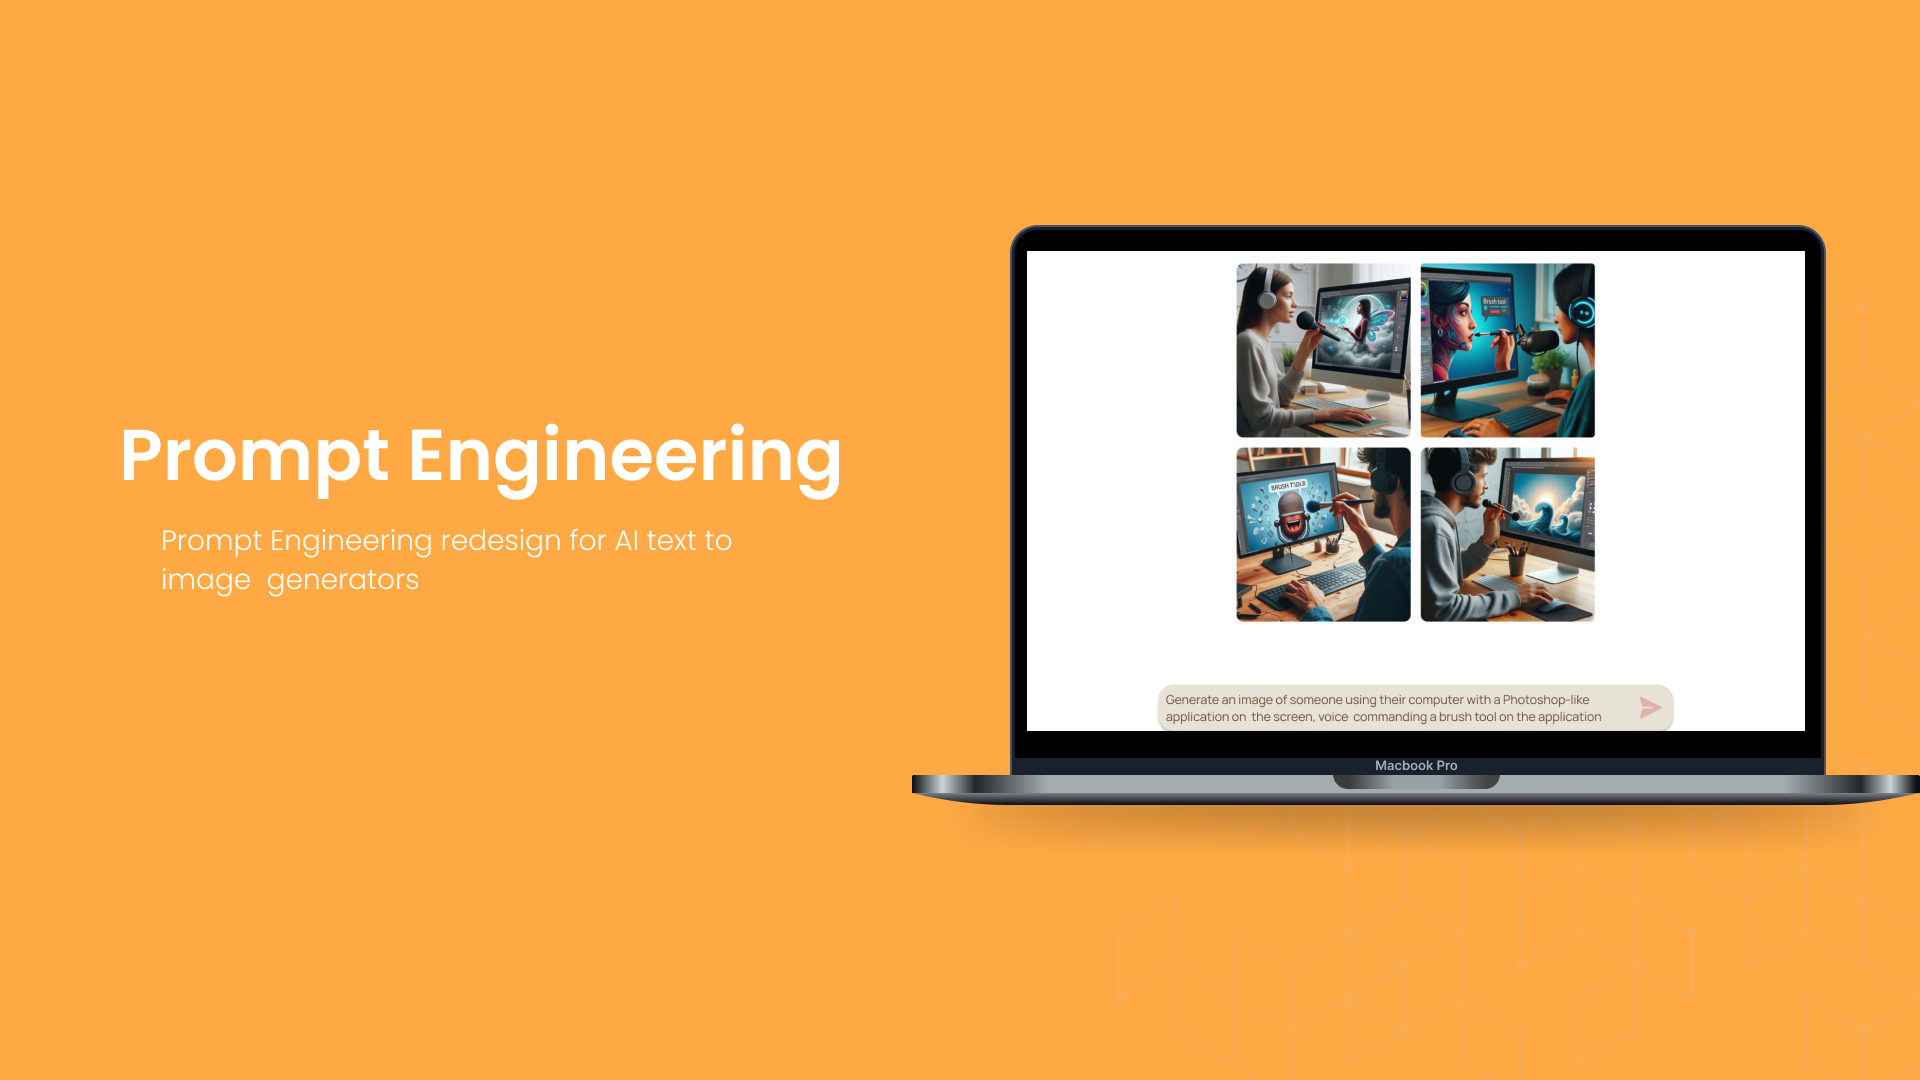 Prompt Engineering
Prompt Engineering redesign for AI text to
image  generators
Brush tool
BRUSH TOOLS
Generate an image of someone using their computer with a Photoshop-like
application on  the screen, voice  commanding a brush tool on the application
Macbook Pro